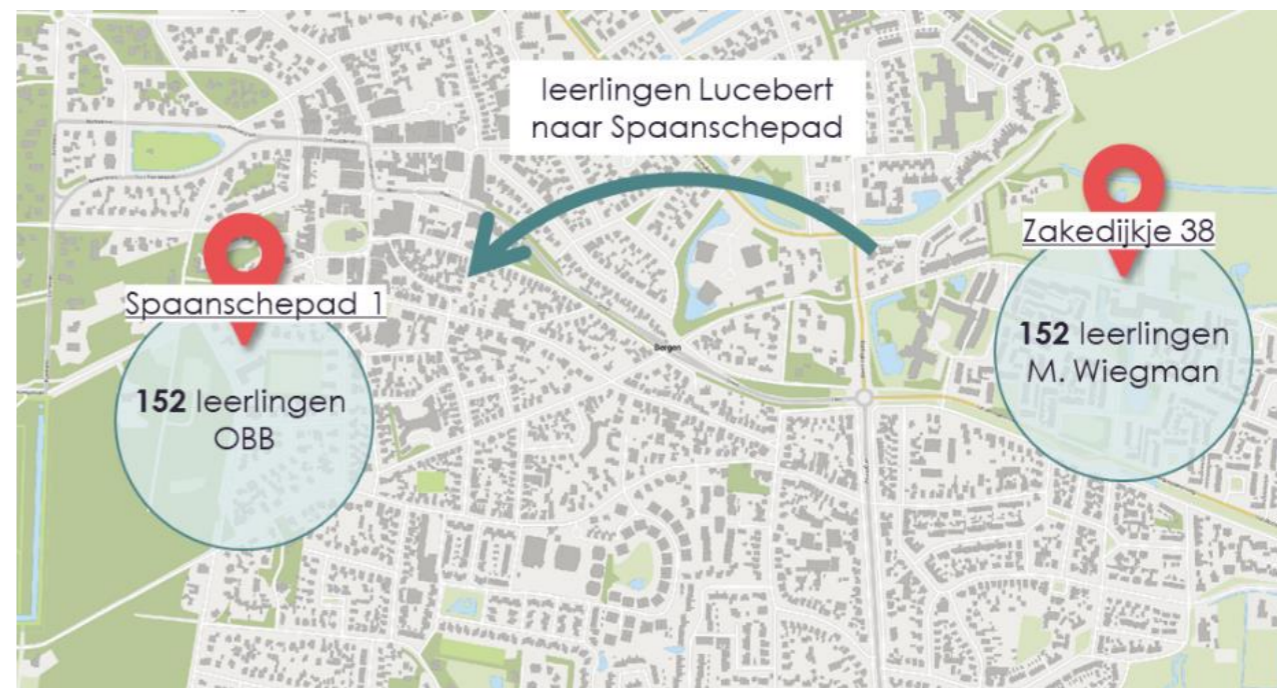 leerlingen Lucebert
naar Spaanschepad
Zakedijkje 38
Spaanschepad 1
152 leerlingen
M. Wiegman
152 leerlingen
OBB
Bergen